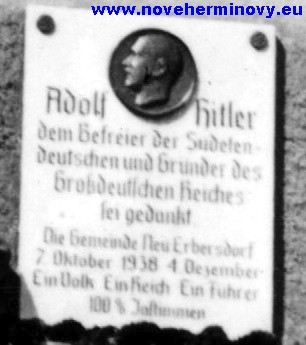 www.noveherminovy.eu
Adolf Hitler
dem Befreier der Sudeten-
deutschen und Gründer des
Großdeutschen Reiches
sei gedankt
Die Gemeinde Neu Erbersdorf
7. Oktober 1938 4. Dezember
Ein Volk Ein Reich Ein Führer
100 % Jastimmen